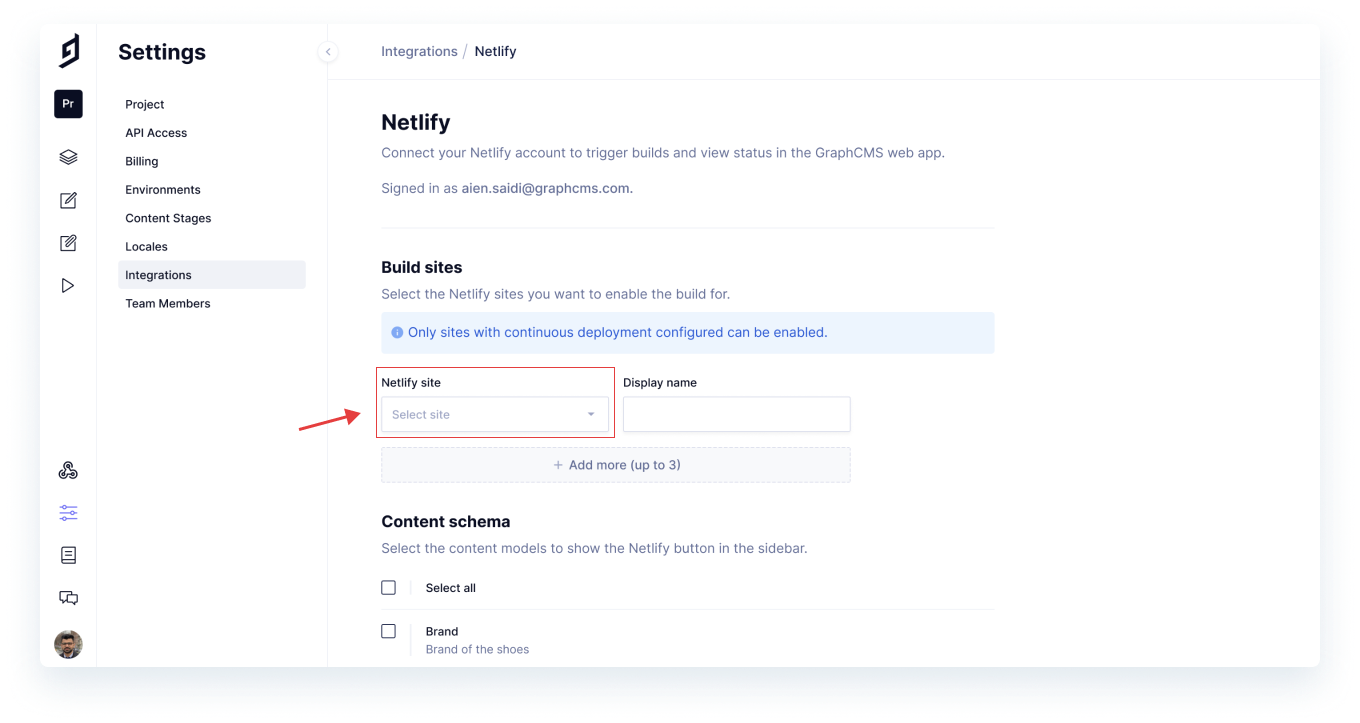 Settings
Integrations / Netlify
Pr
Project
API Access
Billing
Environments
Content Stages
Locales
Integrations
Team Members
Netlify
Connect your Netlify account to trigger builds and view status in the GraphCMS web app.
Signed in as aien.saidi@graphcms.com.
Build sites
Select the Netlify sites you want to enable the build for.
Only sites with continuous deployment configured can be enabled.
Netlify site
Display name
Select site
+ Add more (up to 3)
Content schema
Select the content models to show the Netlify button in the sidebar.
Select all
Brand
Brand of the shoes